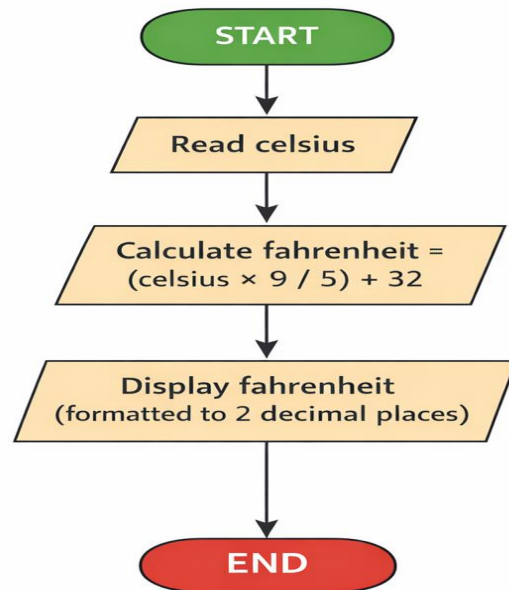 START
Read celsius
Calculate fahrenheit =
(celsius × 9 / 5) + 32
Display fahrenheit
(formatted to 2 decimal places)
END